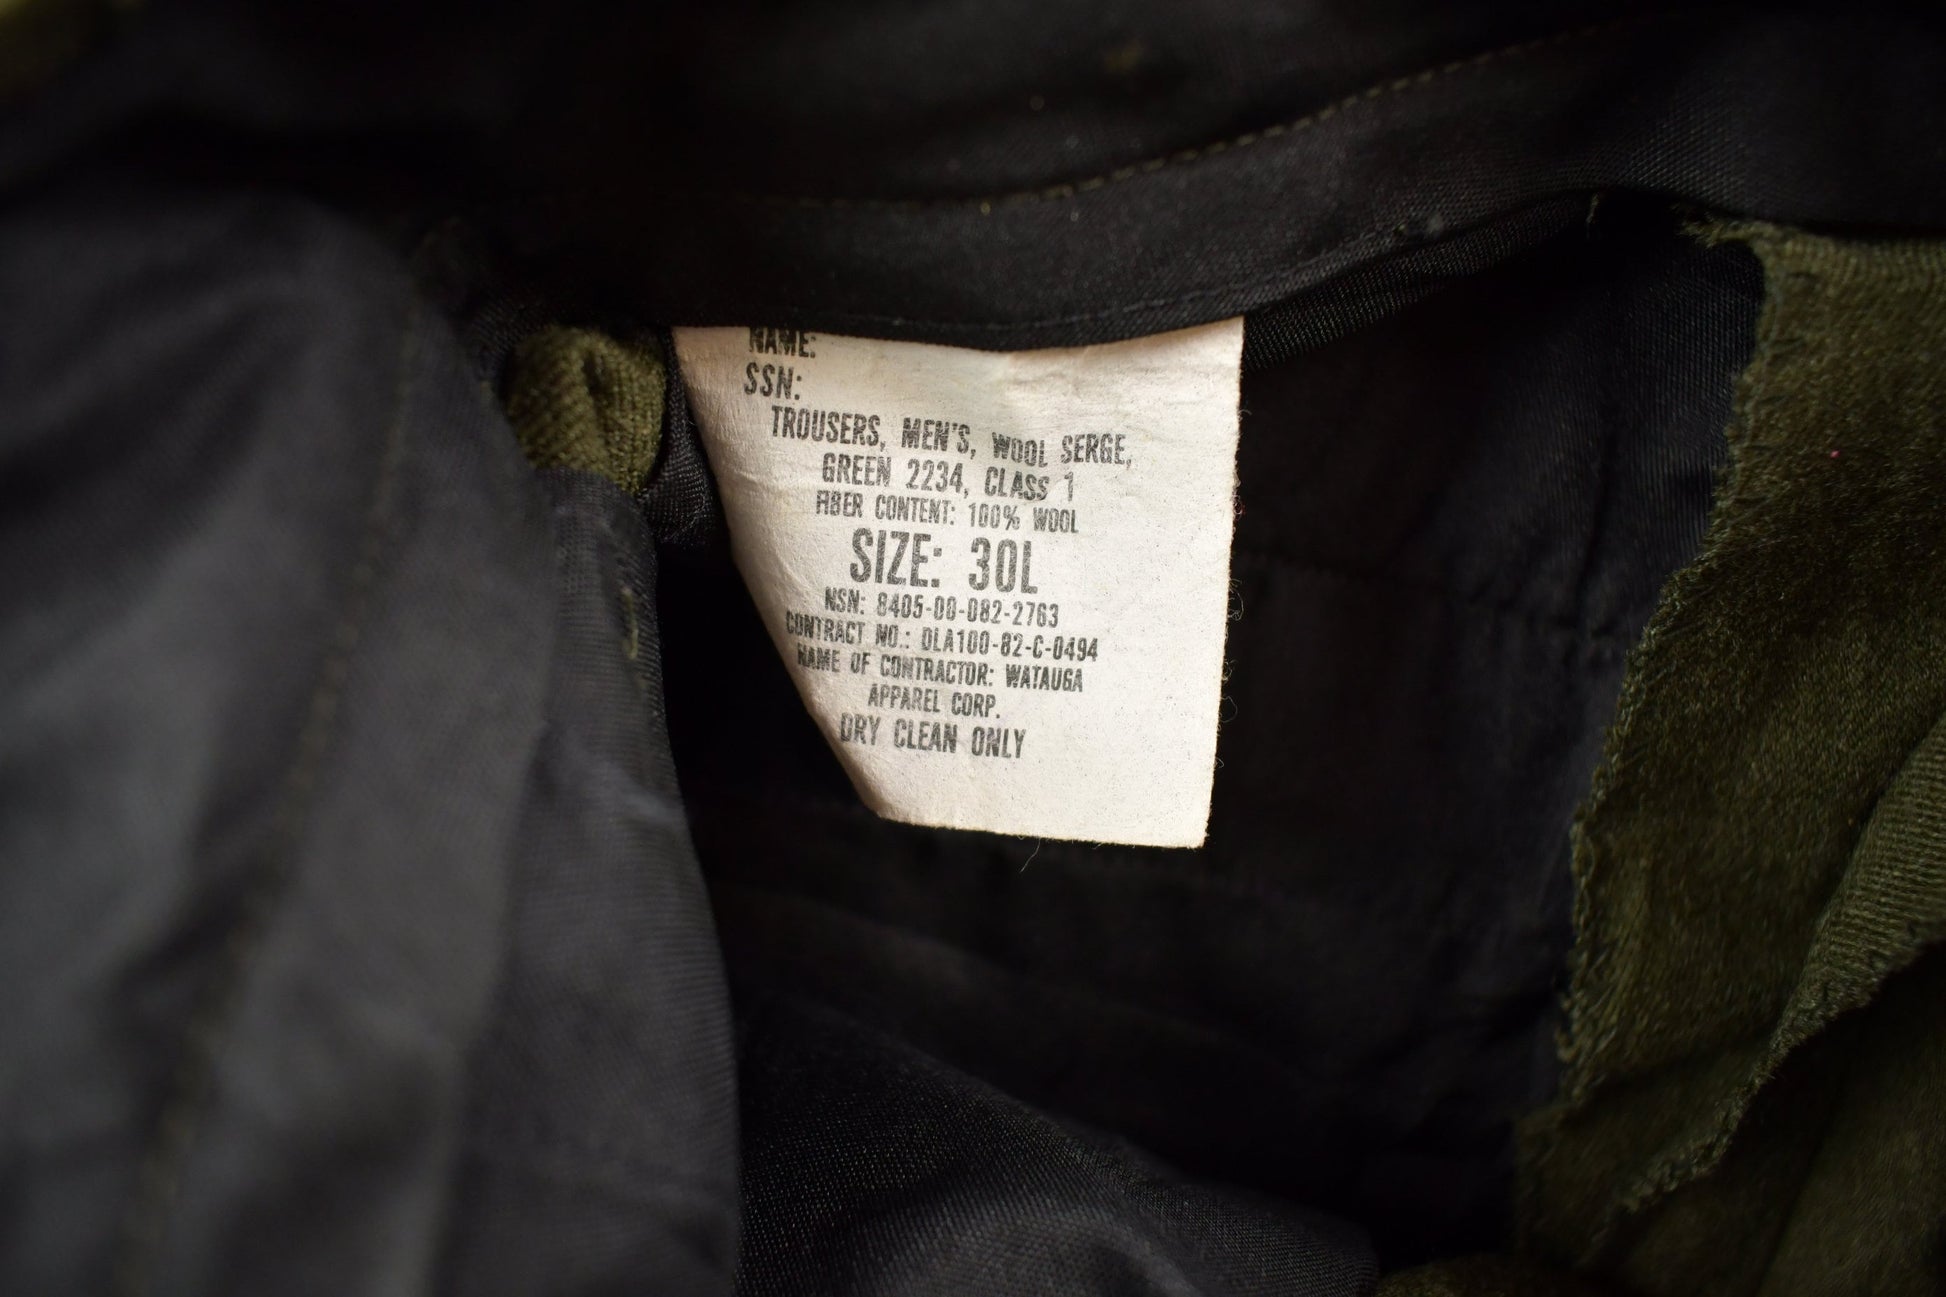 NAME:
SSN:
TROUSERS, MEN'S, WOOL SERGE,
GREEN 2234, CLASS 1
FIBER CONTENT: 100% WOOL
SIZE: 30L
NSN: 8405-00-082-2763
CONTRACT NO.: DLA100-82-C-0494
NAME OF CONTRACTOR: WATAUGA
APPAREL CORP.
DRY CLEAN ONLY